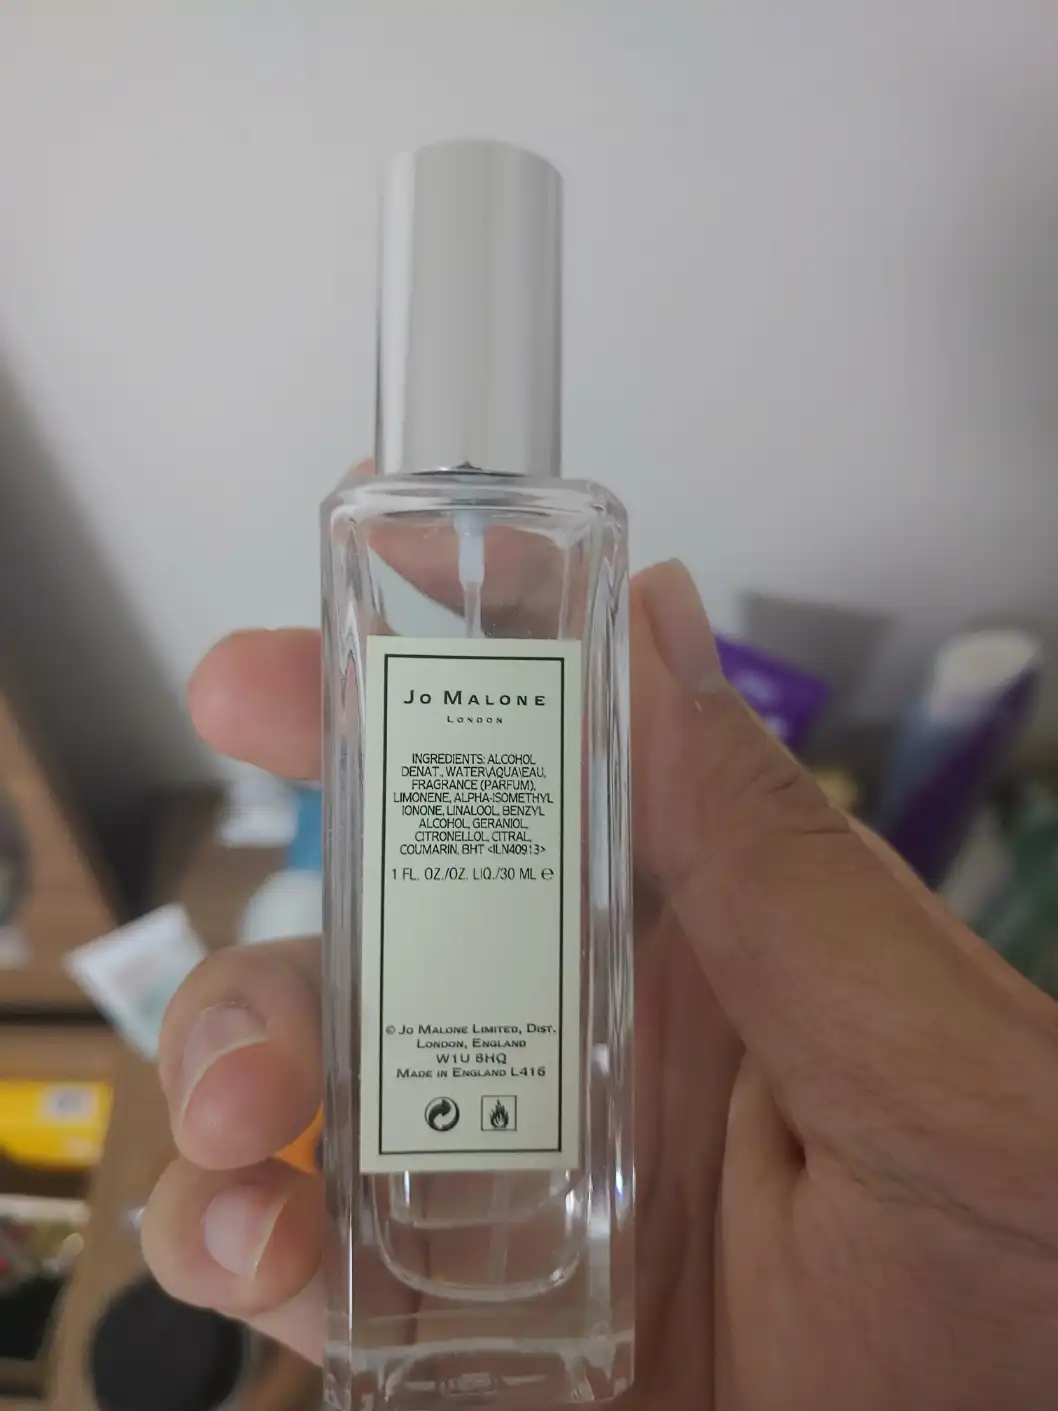 JO MALONE
LONDON
INGREDIENTS: ALCOHOL
DENAT., WATER\AQUA\EAU,
FRAGRANCE (PARFUM),
LIMONENE, ALPHA-ISOMETHYL
IONONE, LINALOOL, BENZYL
ALCOHOL, GERANIOL,
CITRONELLOL, CITRAL,
COUMARIN, BHT <ILN40913>
1 FL. OZ./OZ. LIQ./30 ML ℮
© JO MALONE LIMITED, DIST.
LONDON, ENGLAND
W1U 8HQ
MADE IN ENGLAND L416